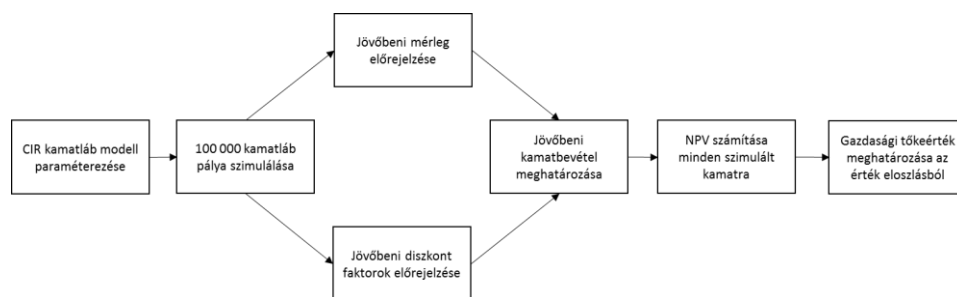 CIR kamatláb modell
paraméterezése
100 000 kamatláb
pálya szimulálása
Jövőbeni mérleg
előrejelzése
Jövőbeni diszkont
faktorok előrejelzése
Jövőbeni
kamatbevétel
meghatározása
NPV számítása
minden szimulált
kamatra
Gazdasági tőkeérték
meghatározása az
érték eloszlásból